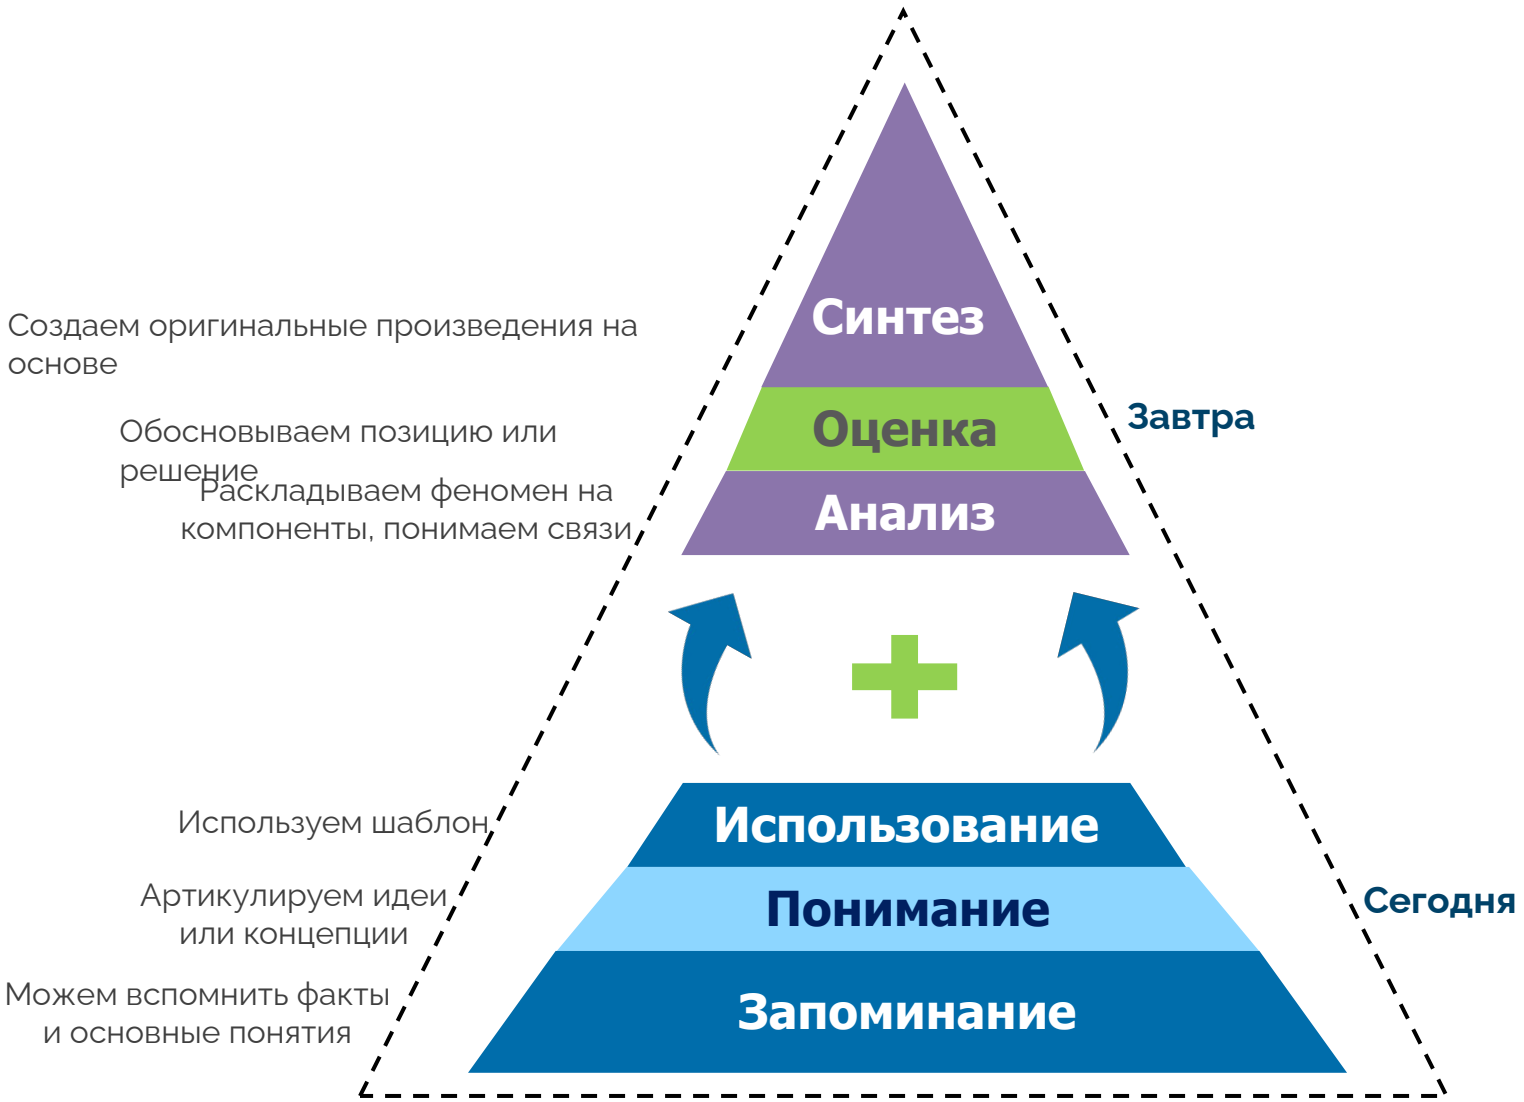 Синтез
Создаем оригинальные произведения на
основе
Завтра
Оценка
Обосновываем позицию или
решение
Раскладываем феномен на
компоненты, понимаем связи
Анализ
Используем шаблон
Использование
Артикулируем идеи
или концепции
Понимание
Сегодня
Можем вспомнить факты
и основные понятия
Запоминание